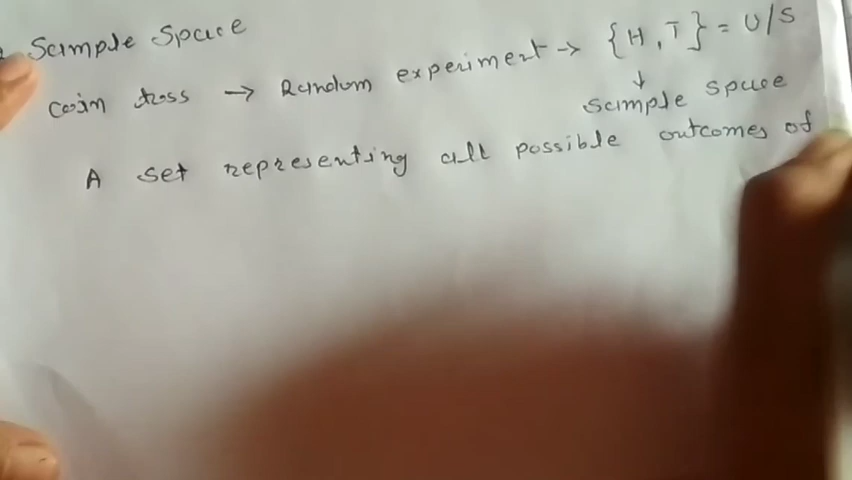 Sample Space
coin toss → Random experiment → {H, T} = U/S
↓
sample space
A set representing all possible outcomes of